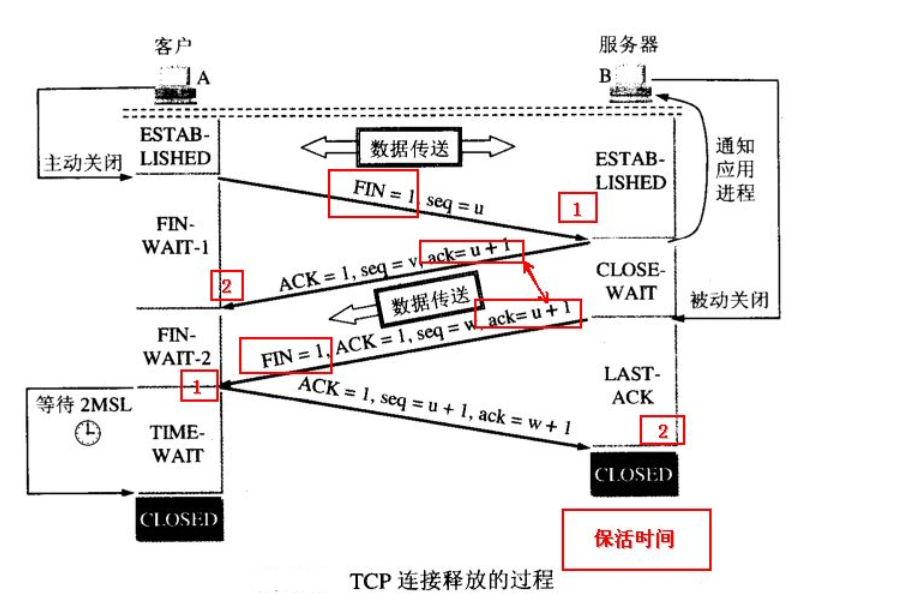 客户
服务器
A
B
ESTAB-
LISHED
主动关闭
数据传送
ESTAB-
LISHED
通知
应用
进程
FIN = 1, seq = u
1
FIN-
WAIT-1
ACK = 1, seq = v, ack= u + 1
2
CLOSE-
WAIT
被动关闭
数据传送
FIN-
WAIT-2
FIN = 1, ACK = 1, seq = w, ack= u + 1
1
LAST-
ACK
ACK = 1, seq = u + 1, ack = w + 1
等待 2MSL
TIME-
WAIT
2
CLOSED
CLOSED
保活时间
TCP 连接释放的过程